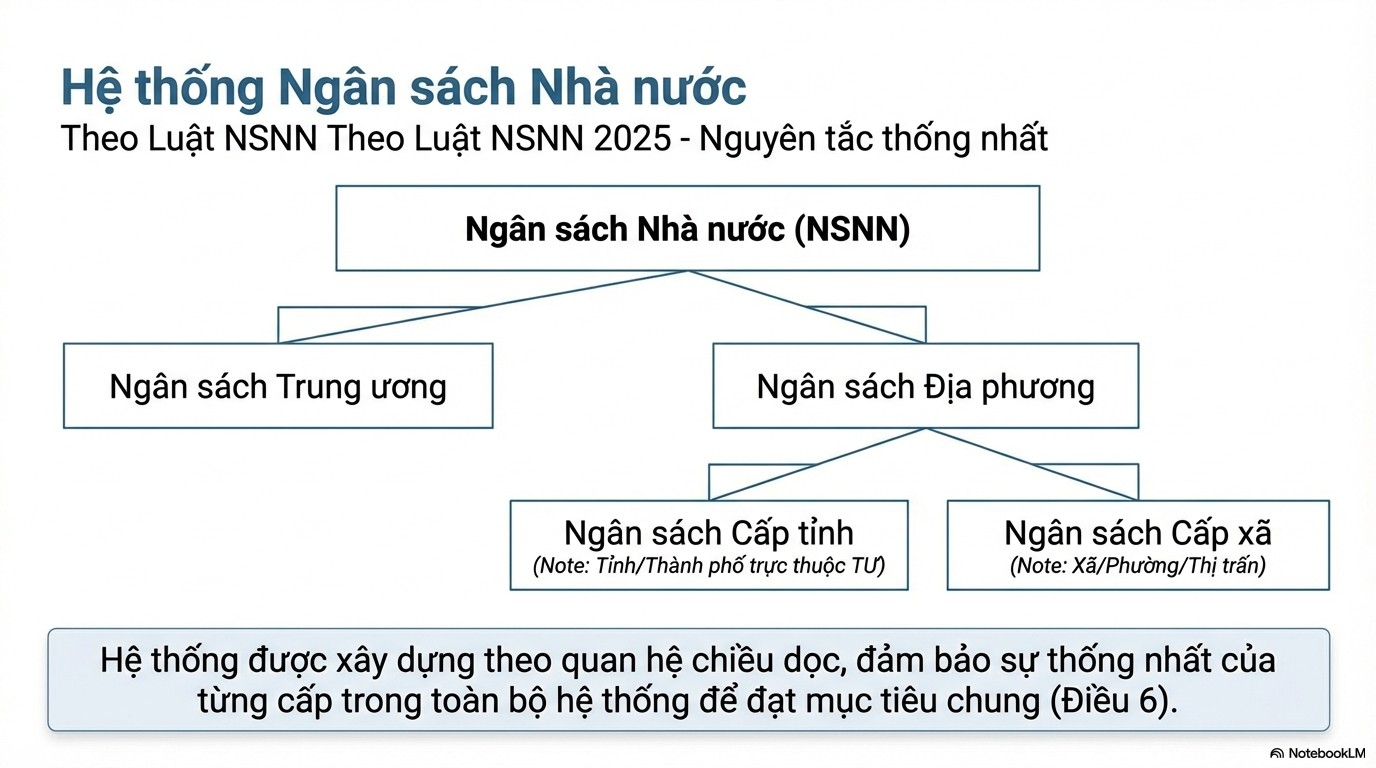 Hệ thống Ngân sách Nhà nước
Theo Luật NSNN Theo Luật NSNN 2025 - Nguyên tắc thống nhất
Ngân sách Nhà nước (NSNN)
Ngân sách Trung ương
Ngân sách Địa phương
Ngân sách Cấp tỉnh
(Note: Tỉnh/Thành phố trực thuộc TƯ)
Ngân sách Cấp xã
(Note: Xã/Phường/Thị trấn)
Hệ thống được xây dựng theo quan hệ chiều dọc, đảm bảo sự thống nhất của
từng cấp trong toàn bộ hệ thống để đạt mục tiêu chung (Điều 6).
NotebookLM